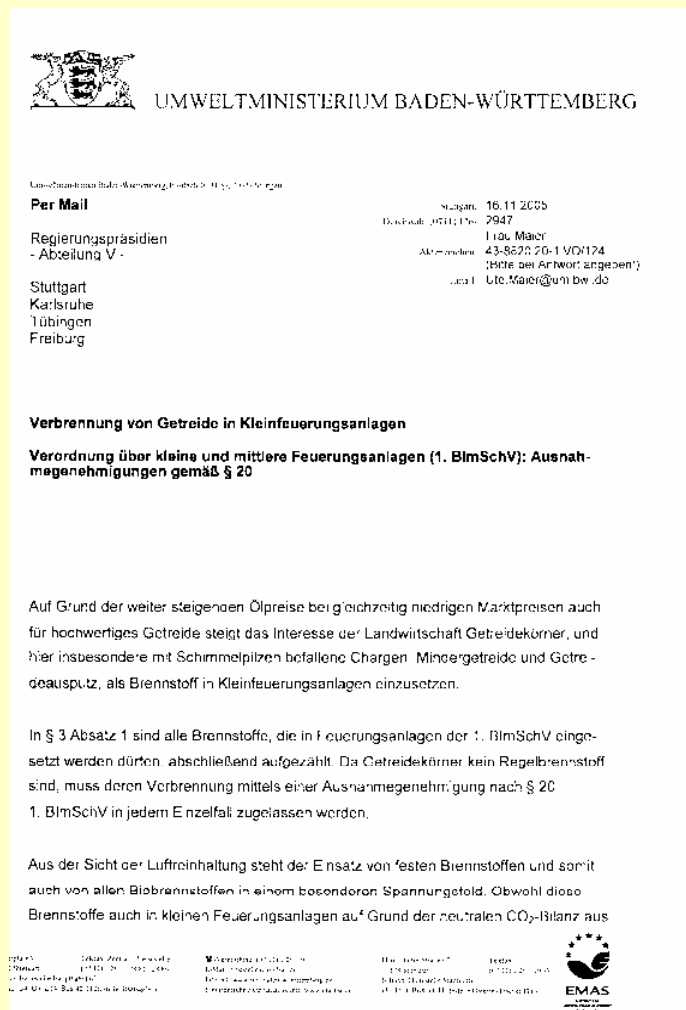 UMWELTMINISTERIUM BADEN-WÜRTTEMBERG
Per Mail
Regierungspräsidien
- Abteilung V -
Stuttgart
Karlsruhe
Tübingen
Freiburg
Stuttgart, 16.11.2005
2947
Frau Maier
Aktenzeichen 43-8820.20-1.VO/124
(Bitte bei Antwort angeben!)
Ute.Maier@um.bwl.de
Verbrennung von Getreide in Kleinfeuerungsanlagen
Verordnung über kleine und mittlere Feuerungsanlagen (1. BImSchV): Ausnah-
megenehmigungen gemäß § 20
Auf Grund der weiter steigenden Ölpreise bei gleichzeitig niedrigen Marktpreisen auch
für hochwertiges Getreide steigt das Interesse der Landwirtschaft Getreidekörner, und
hier insbesondere mit Schimmelpilzen befallene Chargen, Mindergetreide und Getrei-
deausputz, als Brennstoff in Kleinfeuerungsanlagen einzusetzen.
In § 3 Absatz 1 sind alle Brennstoffe, die in Feuerungsanlagen der 1. BImSchV einge-
setzt werden dürfen, abschließend aufgezählt. Da Getreidekörner kein Regelbrennstoff
sind, muss deren Verbrennung mittels einer Ausnahmegenehmigung nach § 20
1. BImSchV in jedem Einzelfall zugelassen werden.
Aus der Sicht der Luftreinhaltung steht der Einsatz von festen Brennstoffen und somit
auch von allen Biobrennstoffen in einem besonderen Spannungsfeld. Obwohl diese
Brennstoffe auch in kleinen Feuerungsanlagen auf Grund der neutralen CO₂-Bilanz aus
EMAS